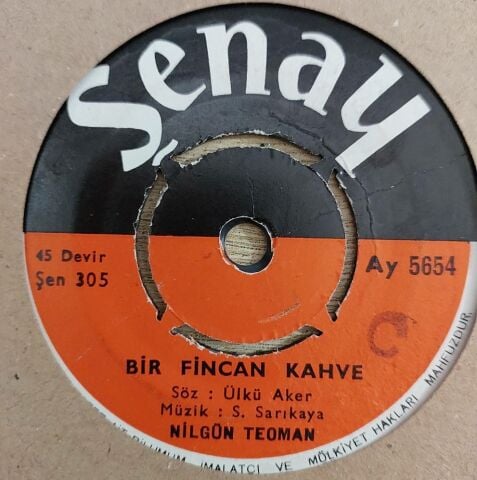 Şenay
45 Devir
Şen 305
Ay 5654
BİR FİNCAN KAHVE
Söz : Ülkü Aker
Müzik : S. Sarıkaya
NİLGÜN TEOMAN
İMALATÇI VE MÖLKİYET HAKLARI MAHFUZDUR.